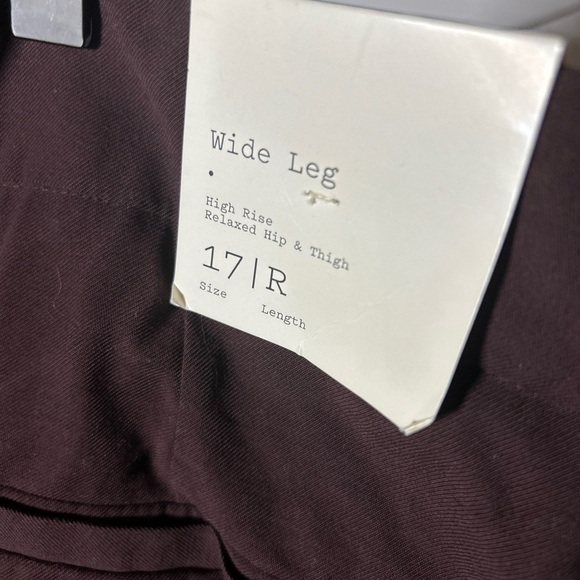 Wide Leg
•
High Rise
Relaxed Hip & Thigh
17|R
Size Length